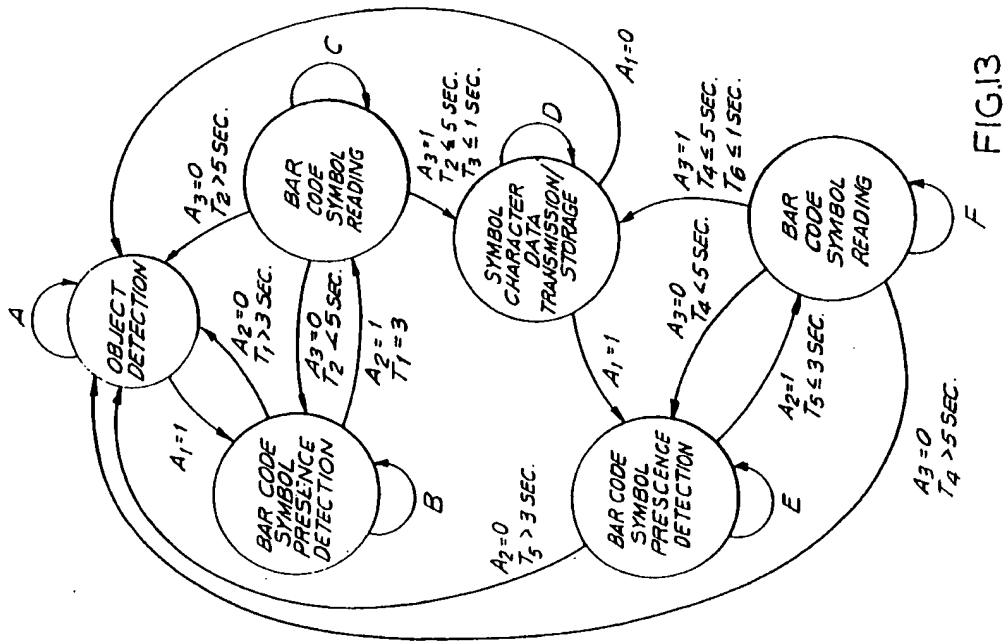 A
OBJECT
DETECTION
A1=1
A2=0
T1>3 SEC.
A3=0
T2>5 SEC.
BAR CODE
SYMBOL
PRESENCE
DETECTION
B
A3=0
T2<5 SEC.
A2=1
T1=3
BAR
CODE
SYMBOL
READING
C
A3=1
T2≤5 SEC.
T3≤1 SEC.
SYMBOL
CHARACTER
DATA
TRANSMISSION/
STORAGE
D
A1=0
A1=1
A2=0
T5>3 SEC.
BAR CODE
SYMBOL
PRESCENCE
DETECTION
E
A3=0
T4<5 SEC.
A2=1
T5≤3 SEC.
A3=1
T4≤5 SEC.
T6≤1 SEC.
BAR
CODE
SYMBOL
READING
F
A3=0
T4>5 SEC.
FIG.13